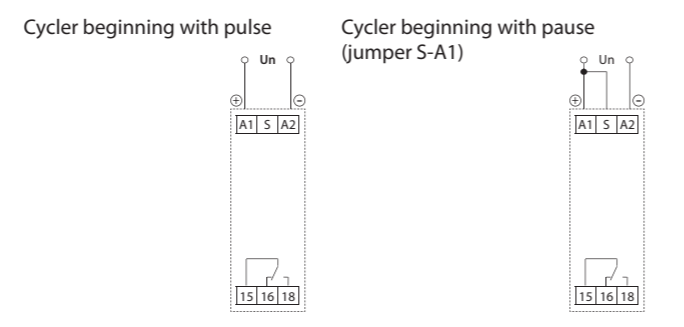 Cycler beginning with pulse
Un
⊕ ⊖
A1 S A2
15 16 18
Cycler beginning with pause
(jumper S-A1)
Un
⊕ ⊖
A1 S A2
15 16 18